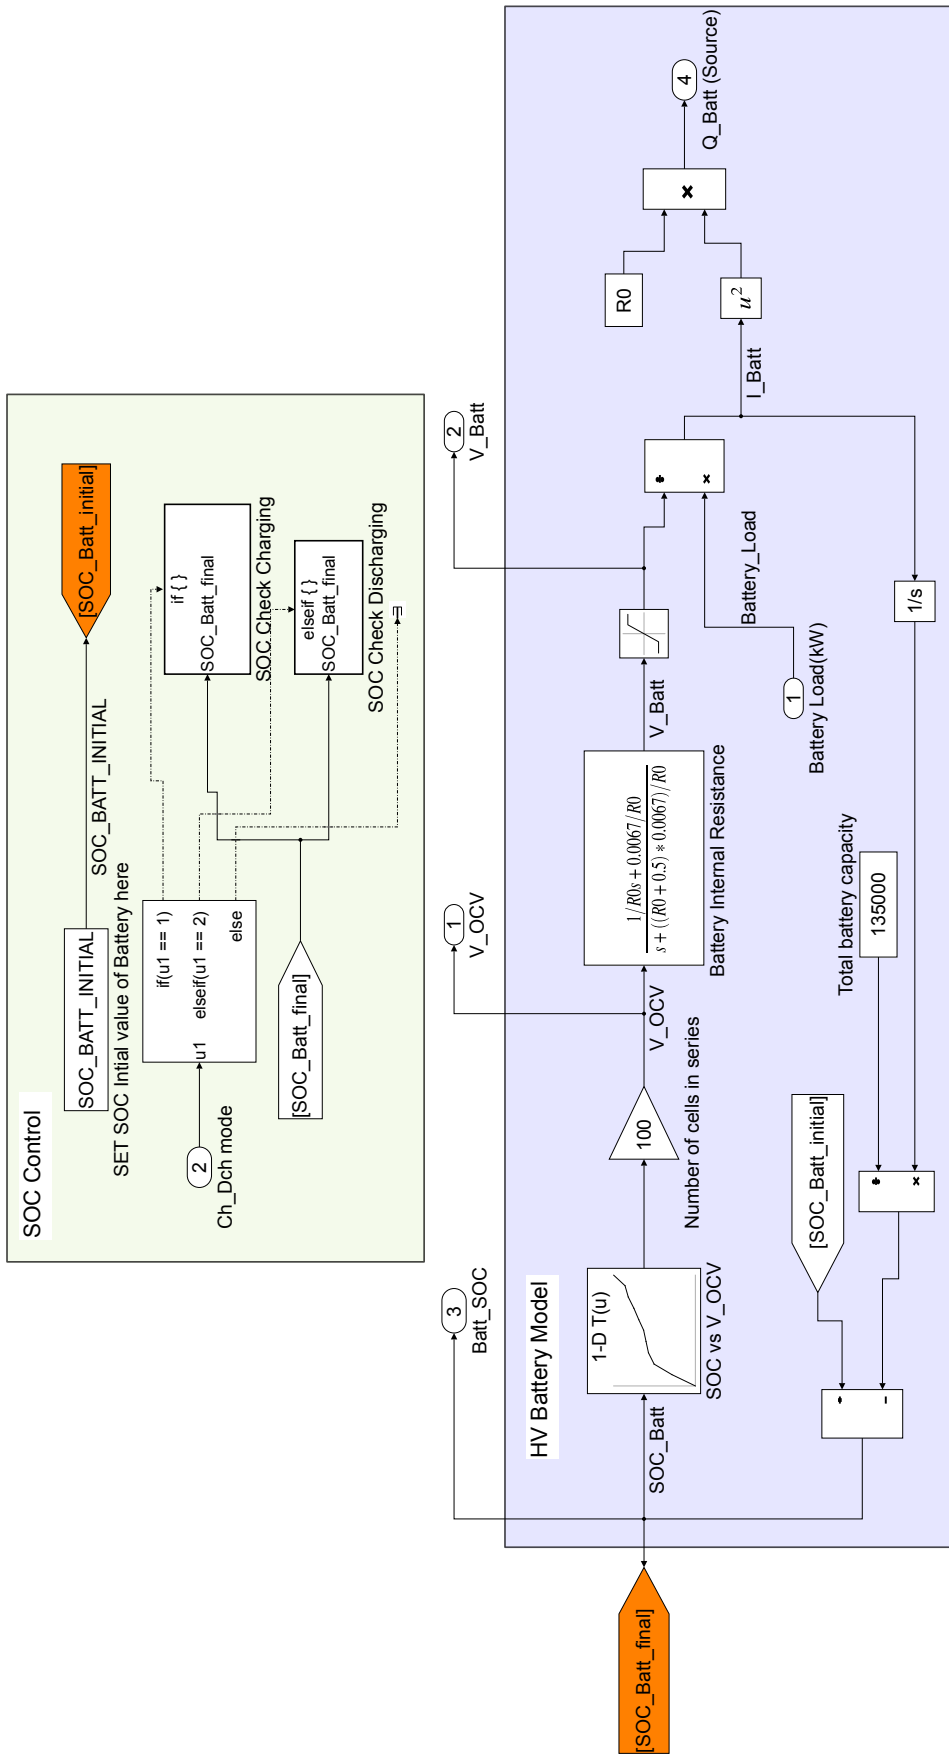 SOC Control
SOC_BATT_INITIAL
SOC_BATT_INITIAL
[SOC_Batt_initial]
SET SOC Intial value of Battery here
2
Ch_Dch mode
u1
if(u1 == 1)
elseif(u1 == 2)
else
[SOC_Batt_final]
if { }
SOC_Batt_final
SOC Check Charging
elseif { }
SOC_Batt_final
SOC Check Discharging
3
Batt_SOC
1
V_OCV
2
V_Batt
HV Battery Model
[SOC_Batt_final]
SOC_Batt
1-D T(u)
SOC vs V_OCV
100
Number of cells in series
V_OCV
1/R0s + 0.0067/R0
s + ((R0 + 0.5) * 0.0067)/R0
Battery Internal Resistance
V_Batt
÷
×
Battery_Load
1
Battery Load(kW)
I_Batt
R0
u²
×
4
Q_Batt (Source)
[SOC_Batt_initial]
Total battery capacity
135000
1/s
÷
×
+
−